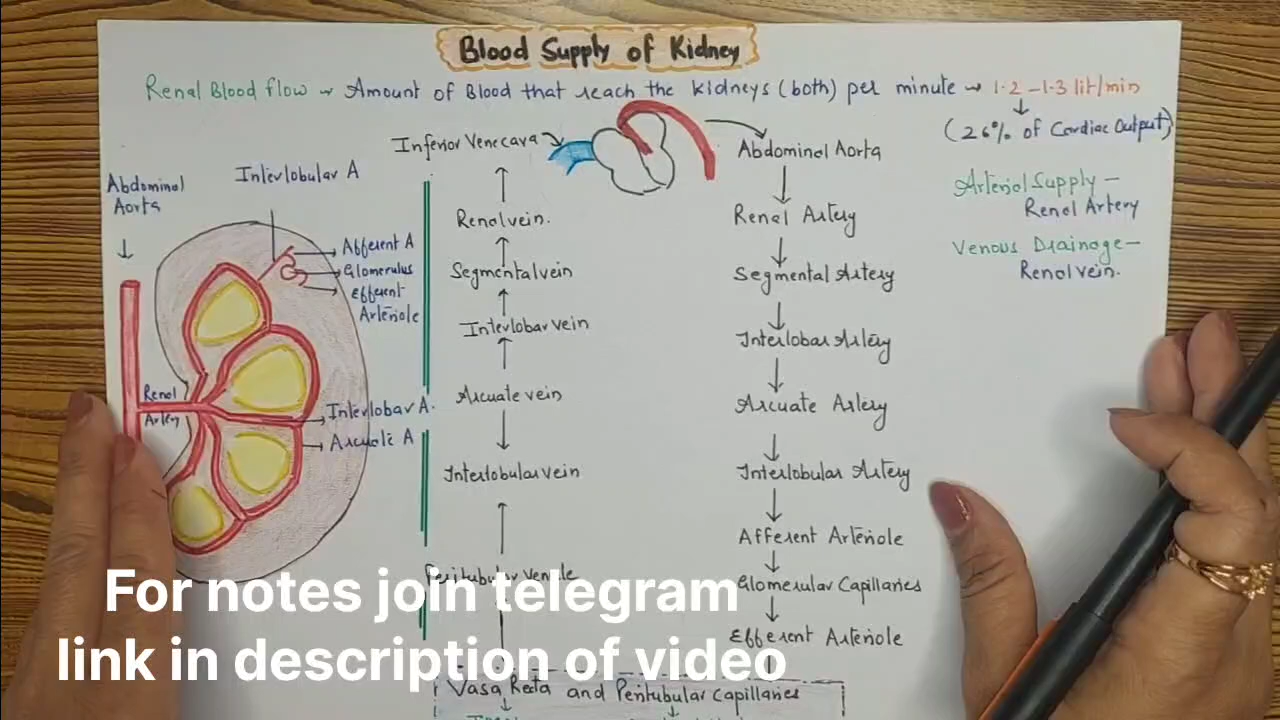 Blood Supply of Kidney
Renal Blood flow → Amount of Blood that reach the kidneys (both) per minute → 1.2 - 1.3 lit/min
(26% of Cardiac Output)
Abdominal
Aorta
Interlobular A
Afferent A
Glomerulus
Efferent
Arteriole
Renal
Artery
Interlobar A.
Arcuate A
Inferior Venecava
Renal vein.
Segmental vein
Interlobar vein
Arcuate vein
Interlobular vein
Peritubular venule
Abdominal Aorta
Renal Artery
Segmental Artery
Interlobar Artery
Arcuate Artery
Interlobular Artery
Afferent Arteriole
Glomerular Capillaries
Efferent Arteriole
Vasa Recta and Peritubular Capillaries
Arterial Supply -
Renal Artery
Venous Drainage -
Renal vein.
For notes join telegram
link in description of video